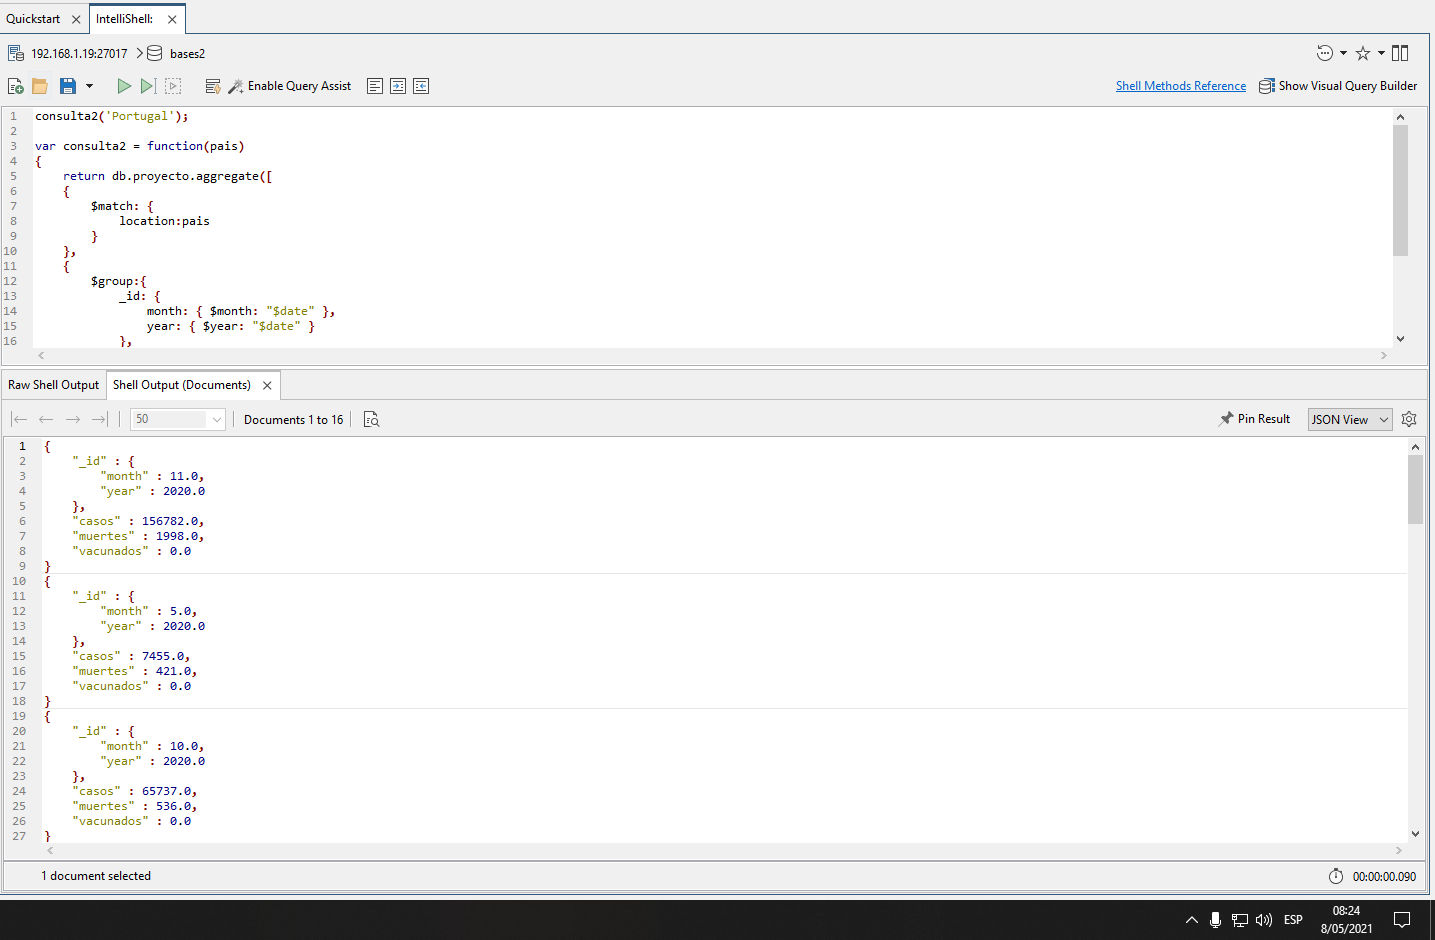 Quickstart IntelliShell:
192.168.1.19:27017 bases2
Enable Query Assist Shell Methods Reference Show Visual Query Builder
1 consulta2('Portugal');
2
3 var consulta2 = function(pais)
4 {
5 return db.proyecto.aggregate([
6 {
7 $match: {
8 location:pais
9 }
10 },
11 {
12 $group:{
13 _id: {
14 month: { $month: "$date" },
15 year: { $year: "$date" }
16 },
Raw Shell Output Shell Output (Documents)
50 Documents 1 to 16 Pin Result JSON View
1 {
2 "_id" : {
3 "month" : 11.0,
4 "year" : 2020.0
5 },
6 "casos" : 156782.0,
7 "muertes" : 1998.0,
8 "vacunados" : 0.0
9 }
10 {
11 "_id" : {
12 "month" : 5.0,
13 "year" : 2020.0
14 },
15 "casos" : 7455.0,
16 "muertes" : 421.0,
17 "vacunados" : 0.0
18 }
19 {
20 "_id" : {
21 "month" : 10.0,
22 "year" : 2020.0
23 },
24 "casos" : 65737.0,
25 "muertes" : 536.0,
26 "vacunados" : 0.0
27 }
1 document selected 00:00:00.090
ESP 08:24
8/05/2021